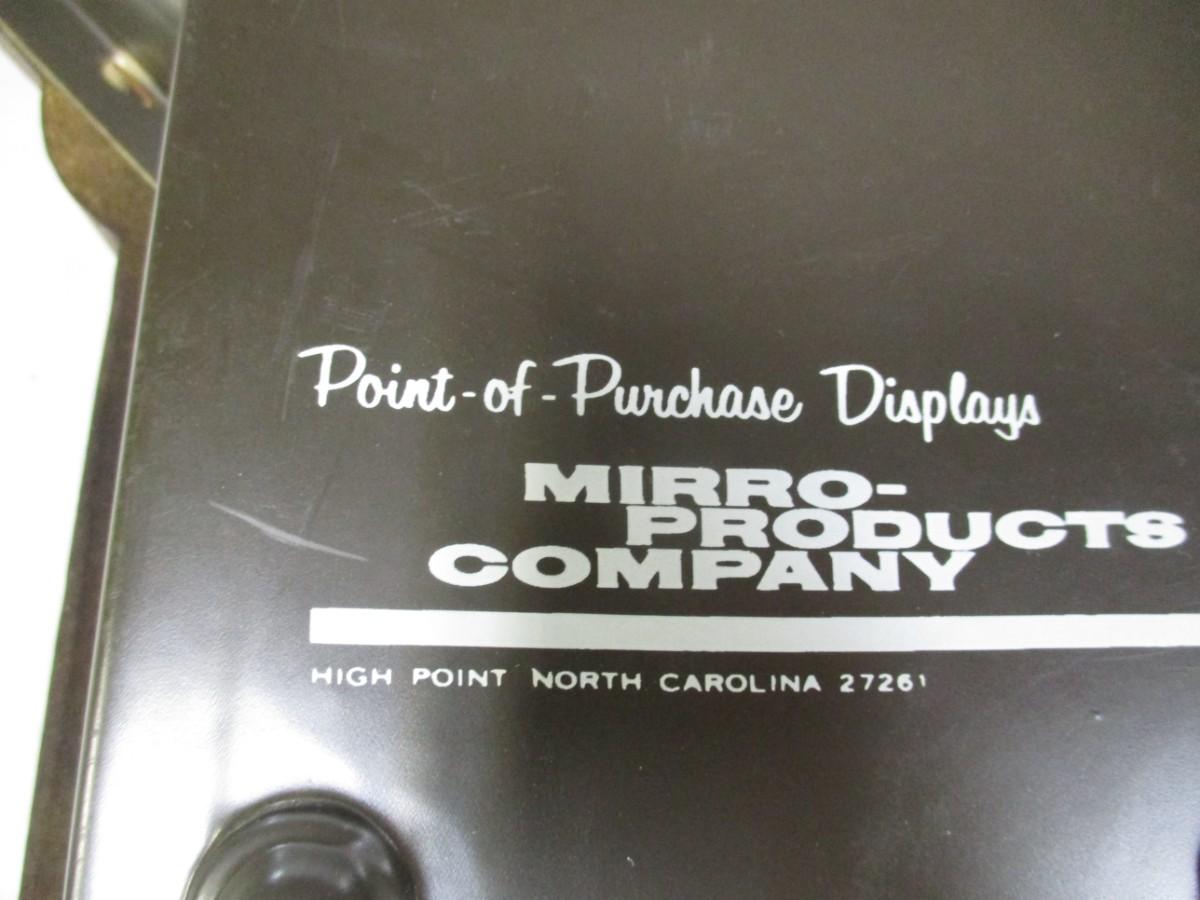 Point-of-Purchase Displays
MIRRO-
PRODUCTS
COMPANY
HIGH POINT NORTH CAROLINA 27261